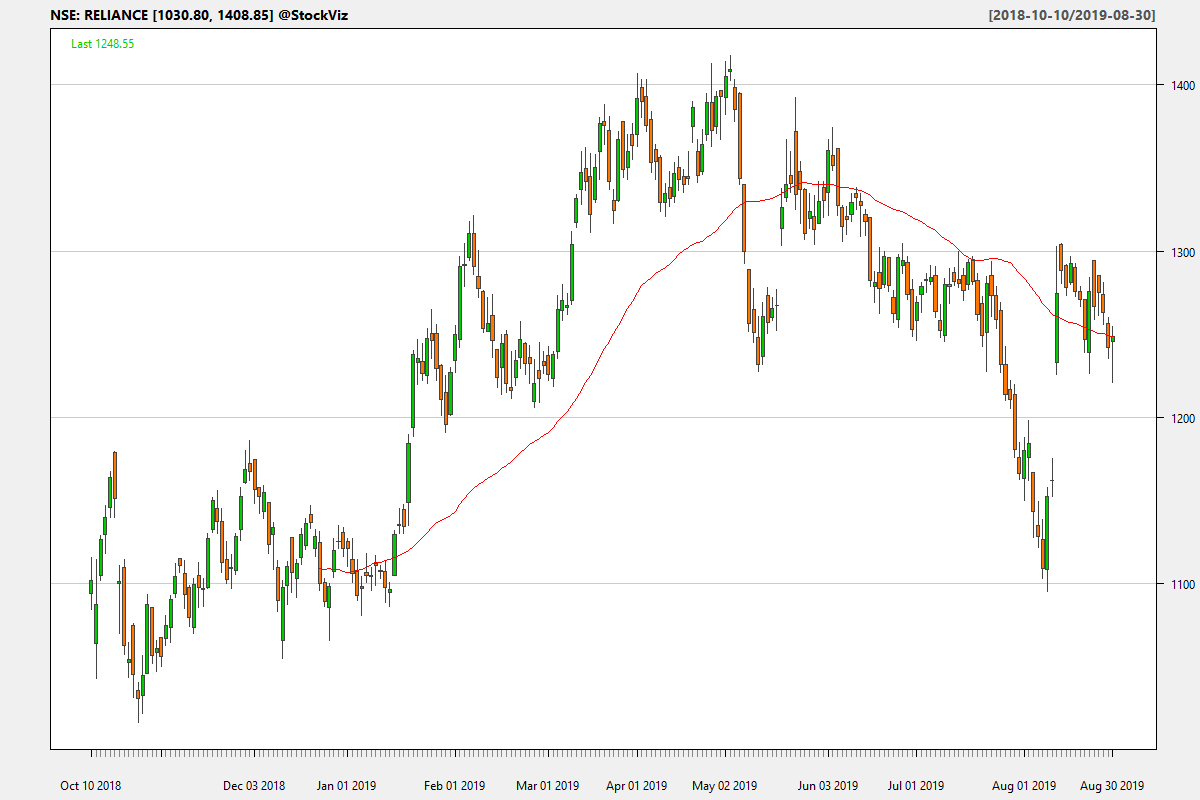 NSE: RELIANCE [1030.80, 1408.85] @StockViz [2018-10-10/2019-08-30]
Last 1248.55
1400
1300
1200
1100
Oct 10 2018 Dec 03 2018 Jan 01 2019 Feb 01 2019 Mar 01 2019 Apr 01 2019 May 02 2019 Jun 03 2019 Jul 01 2019 Aug 01 2019 Aug 30 2019